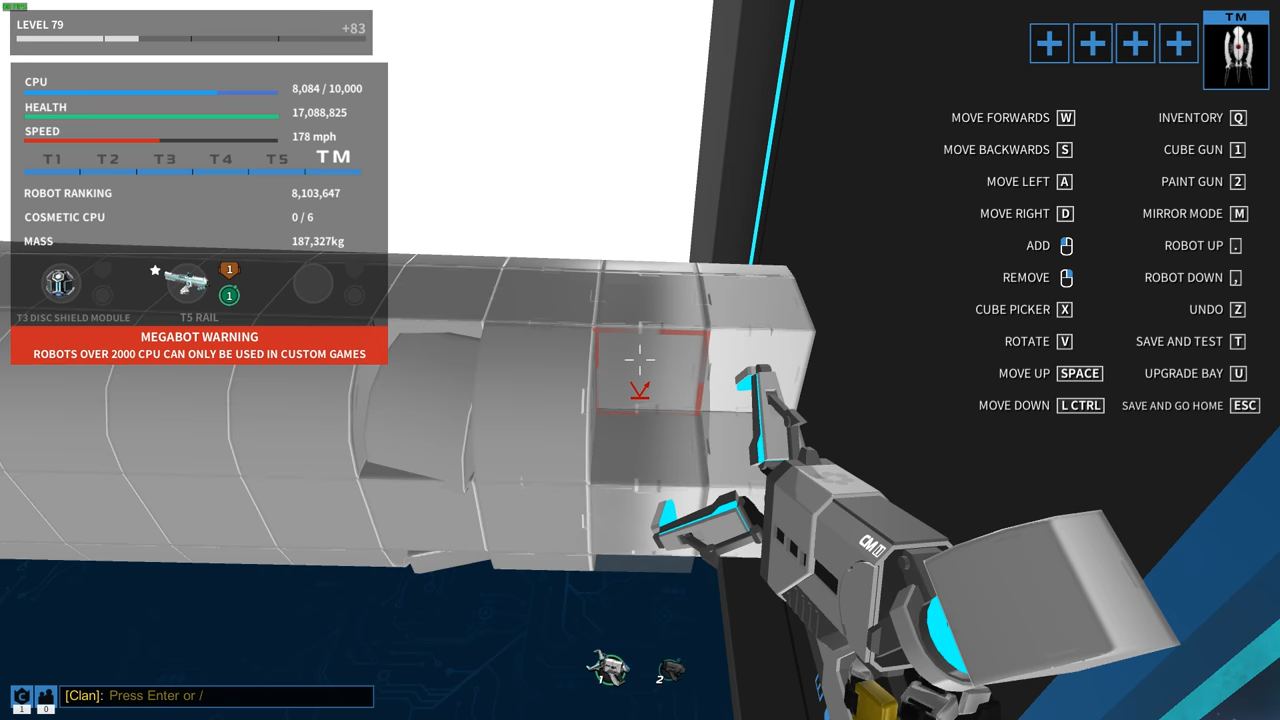 LEVEL 79
+83
CPU
8,084 / 10,000
HEALTH
17,088,825
SPEED
178 mph
T1 T2 T3 T4 T5 TM
ROBOT RANKING
8,103,647
COSMETIC CPU
0 / 6
MASS
187,327kg
1
1
T3 DISC SHIELD MODULE
T5 RAIL
MEGABOT WARNING
ROBOTS OVER 2000 CPU CAN ONLY BE USED IN CUSTOM GAMES
TM
MOVE FORWARDS W
MOVE BACKWARDS S
MOVE LEFT A
MOVE RIGHT D
ADD
REMOVE
CUBE PICKER X
ROTATE V
MOVE UP SPACE
MOVE DOWN L CTRL
INVENTORY Q
CUBE GUN 1
PAINT GUN 2
MIRROR MODE M
ROBOT UP .
ROBOT DOWN ,
UNDO Z
SAVE AND TEST T
UPGRADE BAY U
SAVE AND GO HOME ESC
CM
1
2
[Clan]: Press Enter or /
1
0